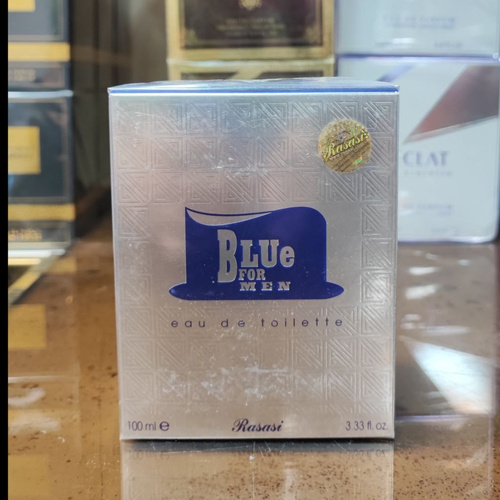 Rasasi
CLAT
BLUe
FOR
MEN
eau de toilette
100 ml e Rasasi 3.33 fl. oz.